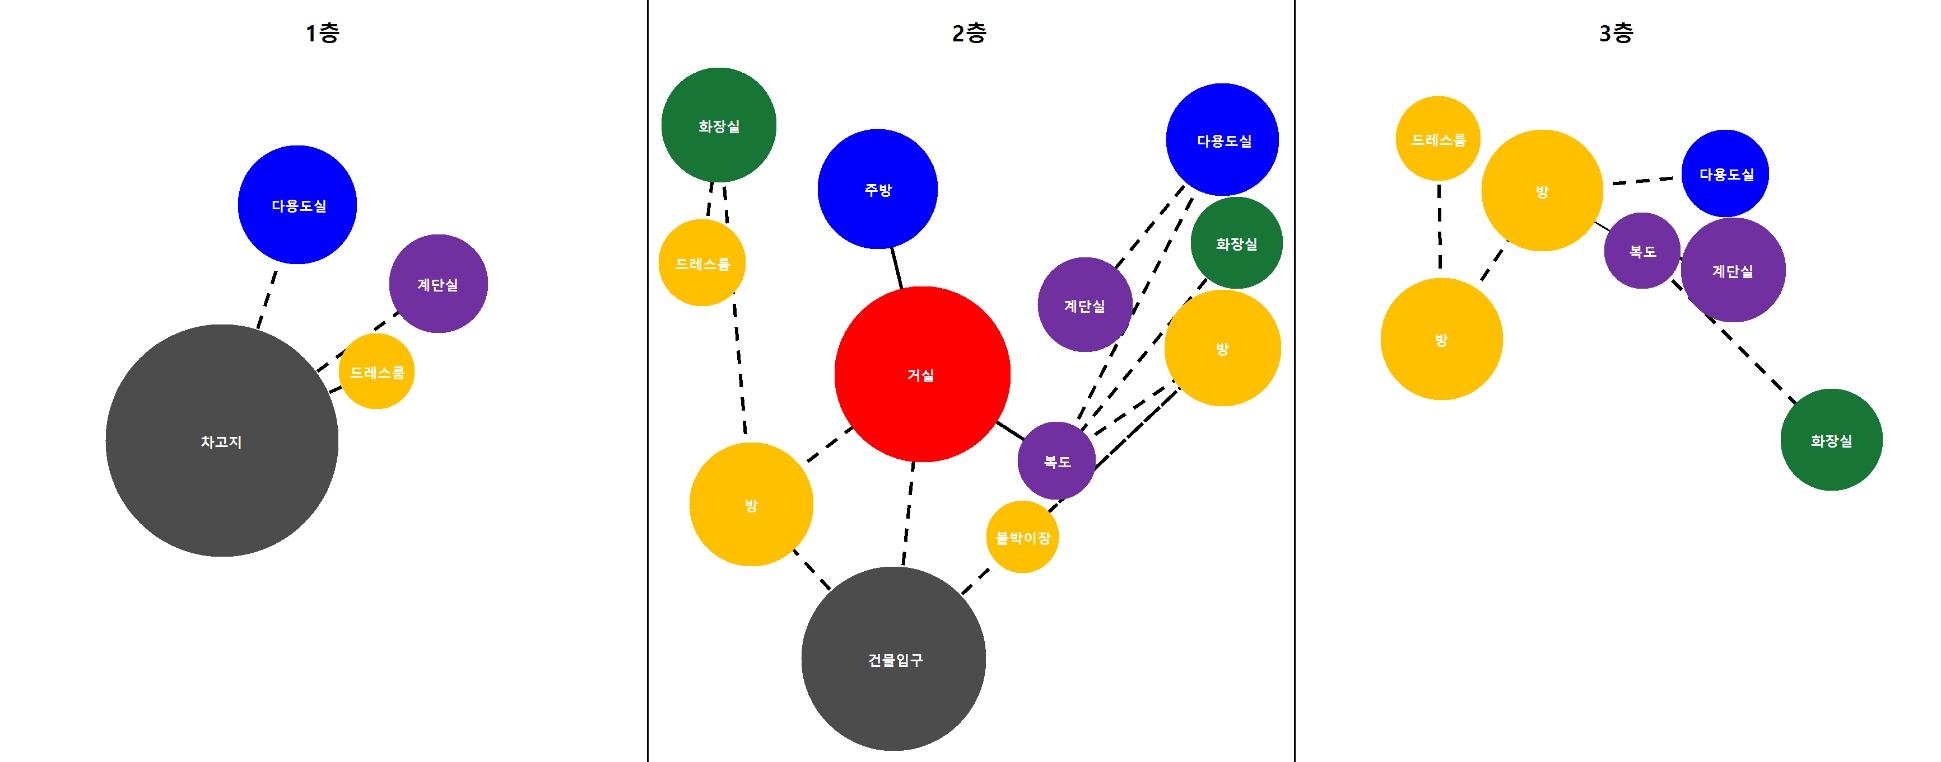 1층
다용도실
계단실
드레스룸
차고지
2층
화장실
다용도실
주방
화장실
드레스룸
계단실
방
거실
복도
방
붙박이장
건물입구
3층
드레스룸
다용도실
방
복도
계단실
방
화장실